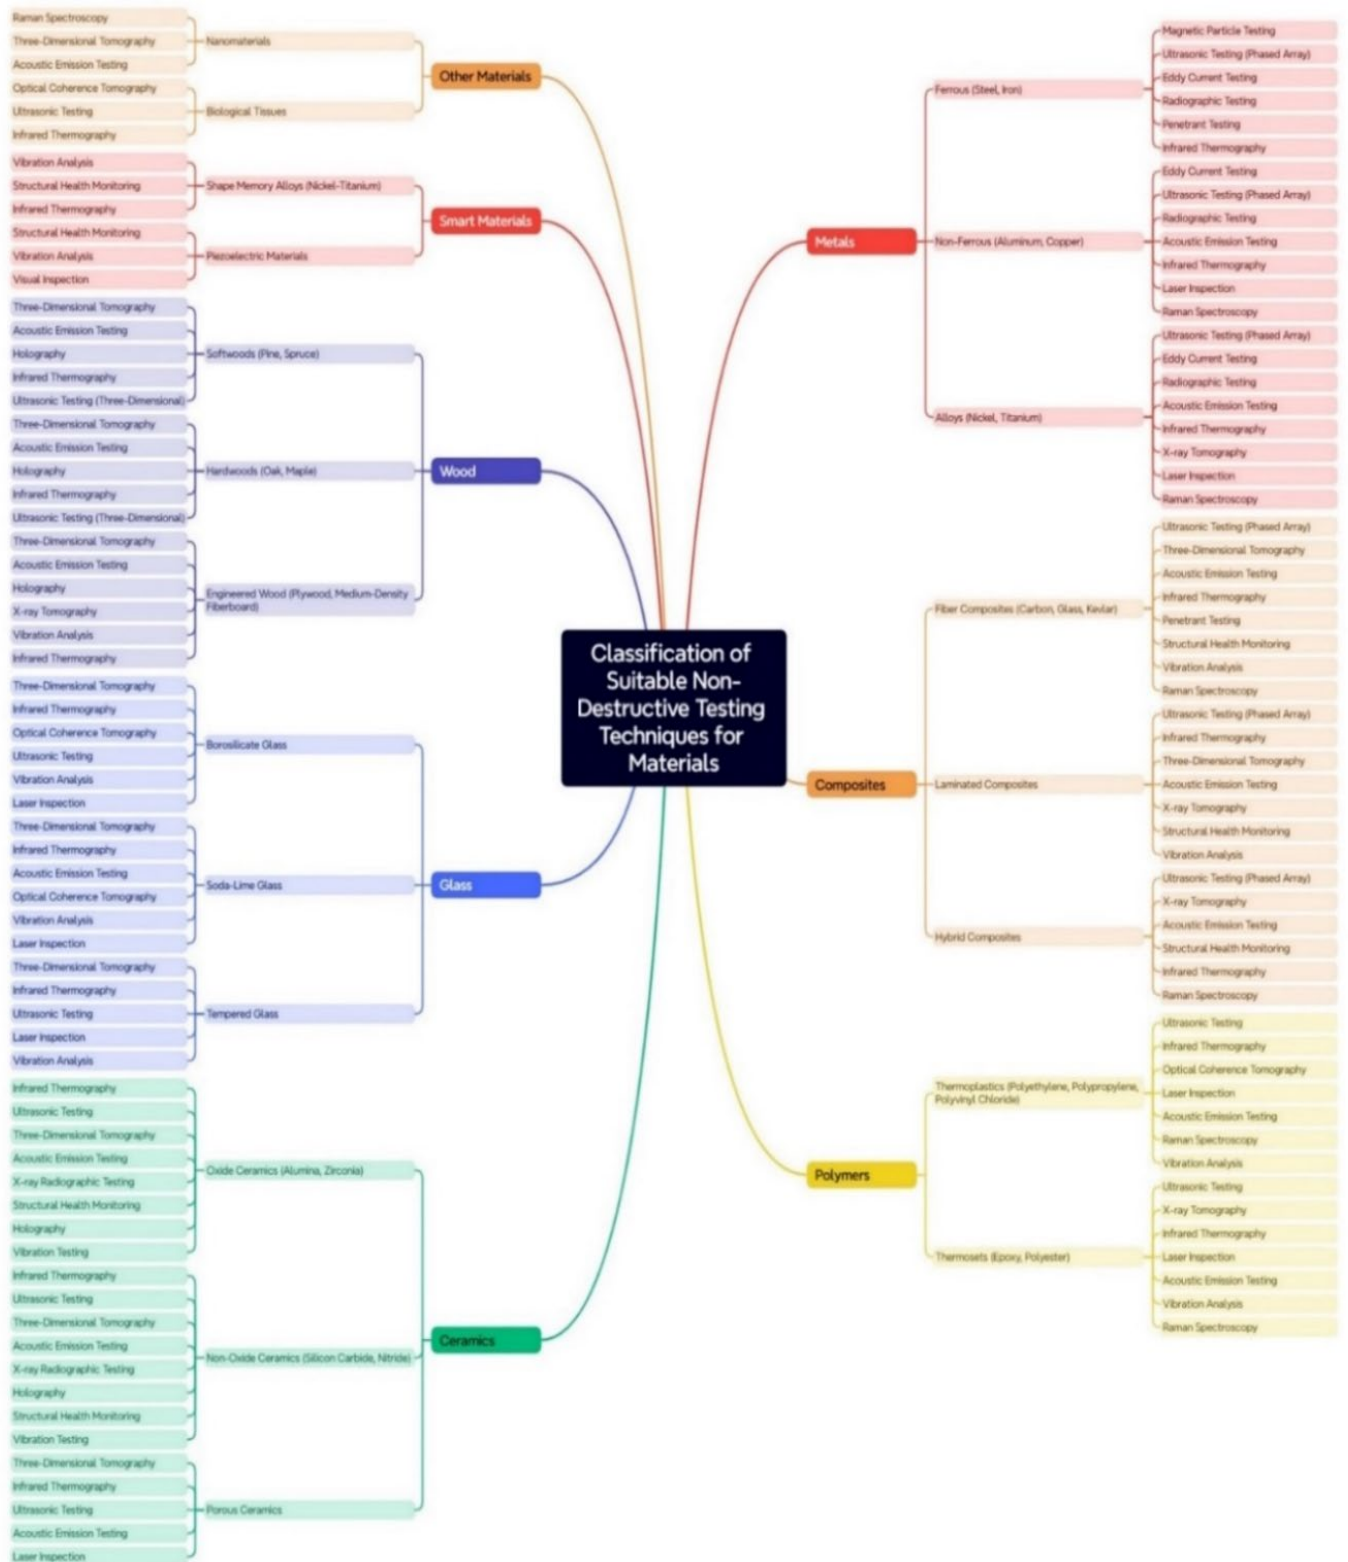 Classification of
Suitable Non-
Destructive Testing
Techniques for
Materials
Other Materials
Nanomaterials
Raman Spectroscopy
Three-Dimensional Tomography
Acoustic Emission Testing
Biological Tissues
Optical Coherence Tomography
Ultrasonic Testing
Infrared Thermography
Smart Materials
Shape Memory Alloys (Nickel-Titanium)
Vibration Analysis
Structural Health Monitoring
Infrared Thermography
Piezoelectric Materials
Structural Health Monitoring
Vibration Analysis
Visual Inspection
Wood
Softwoods (Pine, Spruce)
Three-Dimensional Tomography
Acoustic Emission Testing
Holography
Infrared Thermography
Ultrasonic Testing (Three-Dimensional)
Hardwoods (Oak, Maple)
Three-Dimensional Tomography
Acoustic Emission Testing
Holography
Infrared Thermography
Ultrasonic Testing (Three-Dimensional)
Engineered Wood (Plywood, Medium-Density
Fiberboard)
Three-Dimensional Tomography
Acoustic Emission Testing
Holography
X-ray Tomography
Vibration Analysis
Infrared Thermography
Glass
Borosilicate Glass
Three-Dimensional Tomography
Infrared Thermography
Optical Coherence Tomography
Ultrasonic Testing
Vibration Analysis
Laser Inspection
Soda-Lime Glass
Three-Dimensional Tomography
Infrared Thermography
Acoustic Emission Testing
Optical Coherence Tomography
Vibration Analysis
Laser Inspection
Tempered Glass
Three-Dimensional Tomography
Infrared Thermography
Ultrasonic Testing
Laser Inspection
Vibration Analysis
Ceramics
Oxide Ceramics (Alumina, Zirconia)
Infrared Thermography
Ultrasonic Testing
Three-Dimensional Tomography
Acoustic Emission Testing
X-ray Radiographic Testing
Structural Health Monitoring
Holography
Vibration Testing
Non-Oxide Ceramics (Silicon Carbide, Nitride)
Infrared Thermography
Ultrasonic Testing
Three-Dimensional Tomography
Acoustic Emission Testing
X-ray Radiographic Testing
Holography
Structural Health Monitoring
Vibration Testing
Porous Ceramics
Three-Dimensional Tomography
Infrared Thermography
Ultrasonic Testing
Acoustic Emission Testing
Laser Inspection
Metals
Ferrous (Steel, Iron)
Magnetic Particle Testing
Ultrasonic Testing (Phased Array)
Eddy Current Testing
Radiographic Testing
Penetrant Testing
Infrared Thermography
Non-Ferrous (Aluminum, Copper)
Eddy Current Testing
Ultrasonic Testing (Phased Array)
Radiographic Testing
Acoustic Emission Testing
Infrared Thermography
Laser Inspection
Raman Spectroscopy
Alloys (Nickel, Titanium)
Ultrasonic Testing (Phased Array)
Eddy Current Testing
Radiographic Testing
Acoustic Emission Testing
Infrared Thermography
X-ray Tomography
Laser Inspection
Raman Spectroscopy
Composites
Fiber Composites (Carbon, Glass, Kevlar)
Ultrasonic Testing (Phased Array)
Three-Dimensional Tomography
Acoustic Emission Testing
Infrared Thermography
Penetrant Testing
Structural Health Monitoring
Vibration Analysis
Raman Spectroscopy
Laminated Composites
Ultrasonic Testing (Phased Array)
Infrared Thermography
Three-Dimensional Tomography
Acoustic Emission Testing
X-ray Tomography
Structural Health Monitoring
Vibration Analysis
Hybrid Composites
Ultrasonic Testing (Phased Array)
X-ray Tomography
Acoustic Emission Testing
Structural Health Monitoring
Infrared Thermography
Raman Spectroscopy
Polymers
Thermoplastics (Polyethylene, Polypropylene,
Polyvinyl Chloride)
Ultrasonic Testing
Infrared Thermography
Optical Coherence Tomography
Laser Inspection
Acoustic Emission Testing
Raman Spectroscopy
Vibration Analysis
Thermosets (Epoxy, Polyester)
Ultrasonic Testing
X-ray Tomography
Infrared Thermography
Laser Inspection
Acoustic Emission Testing
Vibration Analysis
Raman Spectroscopy